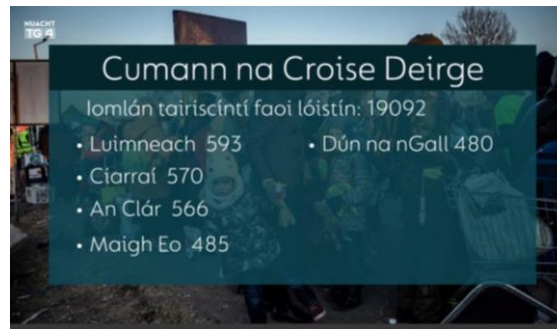 NUACHT
TG4
Cumann na Croise Deirge
Iomlán tairiscíntí faoi lóistín: 19092
• Luimneach 593
• Ciarraí 570
• An Clár 566
• Maigh Eo 485
• Dún na nGall 480